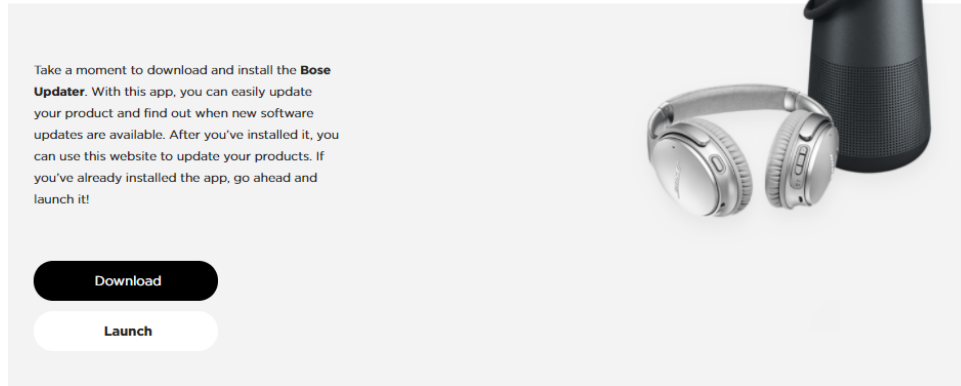 Take a moment to download and install the Bose
Updater. With this app, you can easily update
your product and find out when new software
updates are available. After you've installed it, you
can use this website to update your products. If
you've already installed the app, go ahead and
launch it!
Download
Launch